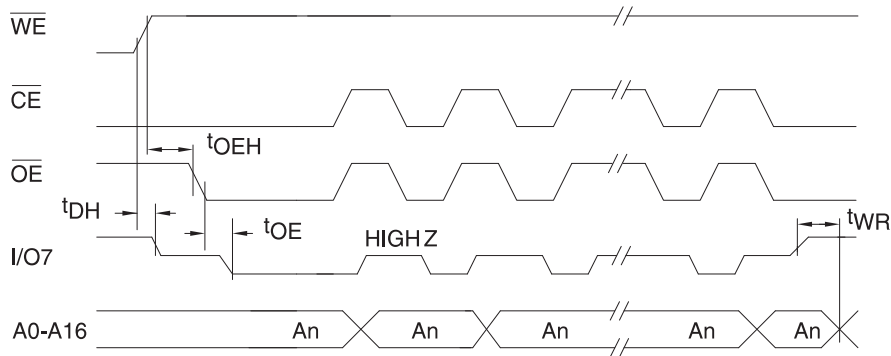 WE
CE
tOEH
OE
tDH
tOE
HIGH Z
tWR
I/O7
A0-A16
An An An An An